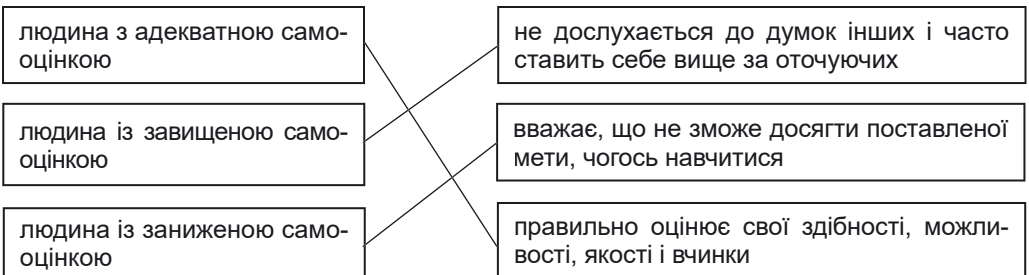 людина з адекватною само-
оцінкою
не дослухається до думок інших і часто
ставить себе вище за оточуючих
людина із завищеною само-
оцінкою
вважає, що не зможе досягти поставленої
мети, чогось навчитися
людина із заниженою само-
оцінкою
правильно оцінює свої здібності, можли-
вості, якості і вчинки